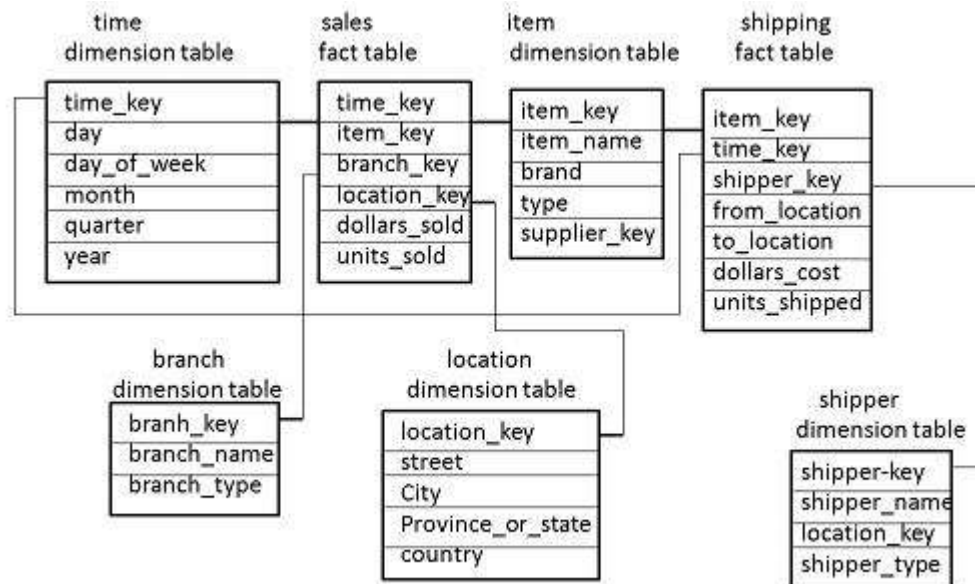 time
dimension table
time_key
day
day_of_week
month
quarter
year
sales
fact table
time_key
item_key
branch_key
location_key
dollars_sold
units_sold
item
dimension table
item_key
item_name
brand
type
supplier_key
shipping
fact table
item_key
time_key
shipper_key
from_location
to_location
dollars_cost
units_shipped
branch
dimension table
branh_key
branch_name
branch_type
location
dimension table
location_key
street
City
Province_or_state
country
shipper
dimension table
shipper-key
shipper_name
location_key
shipper_type